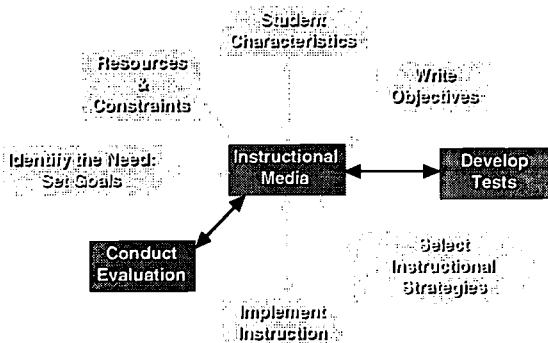 Student
Characteristics
Resources
&
Constraints
Write
Objectives
Identify the Need:
Set Goals
Instructional
Media
Develop
Tests
Conduct
Evaluation
Select
Instructional
Strategies
Implement
Instruction